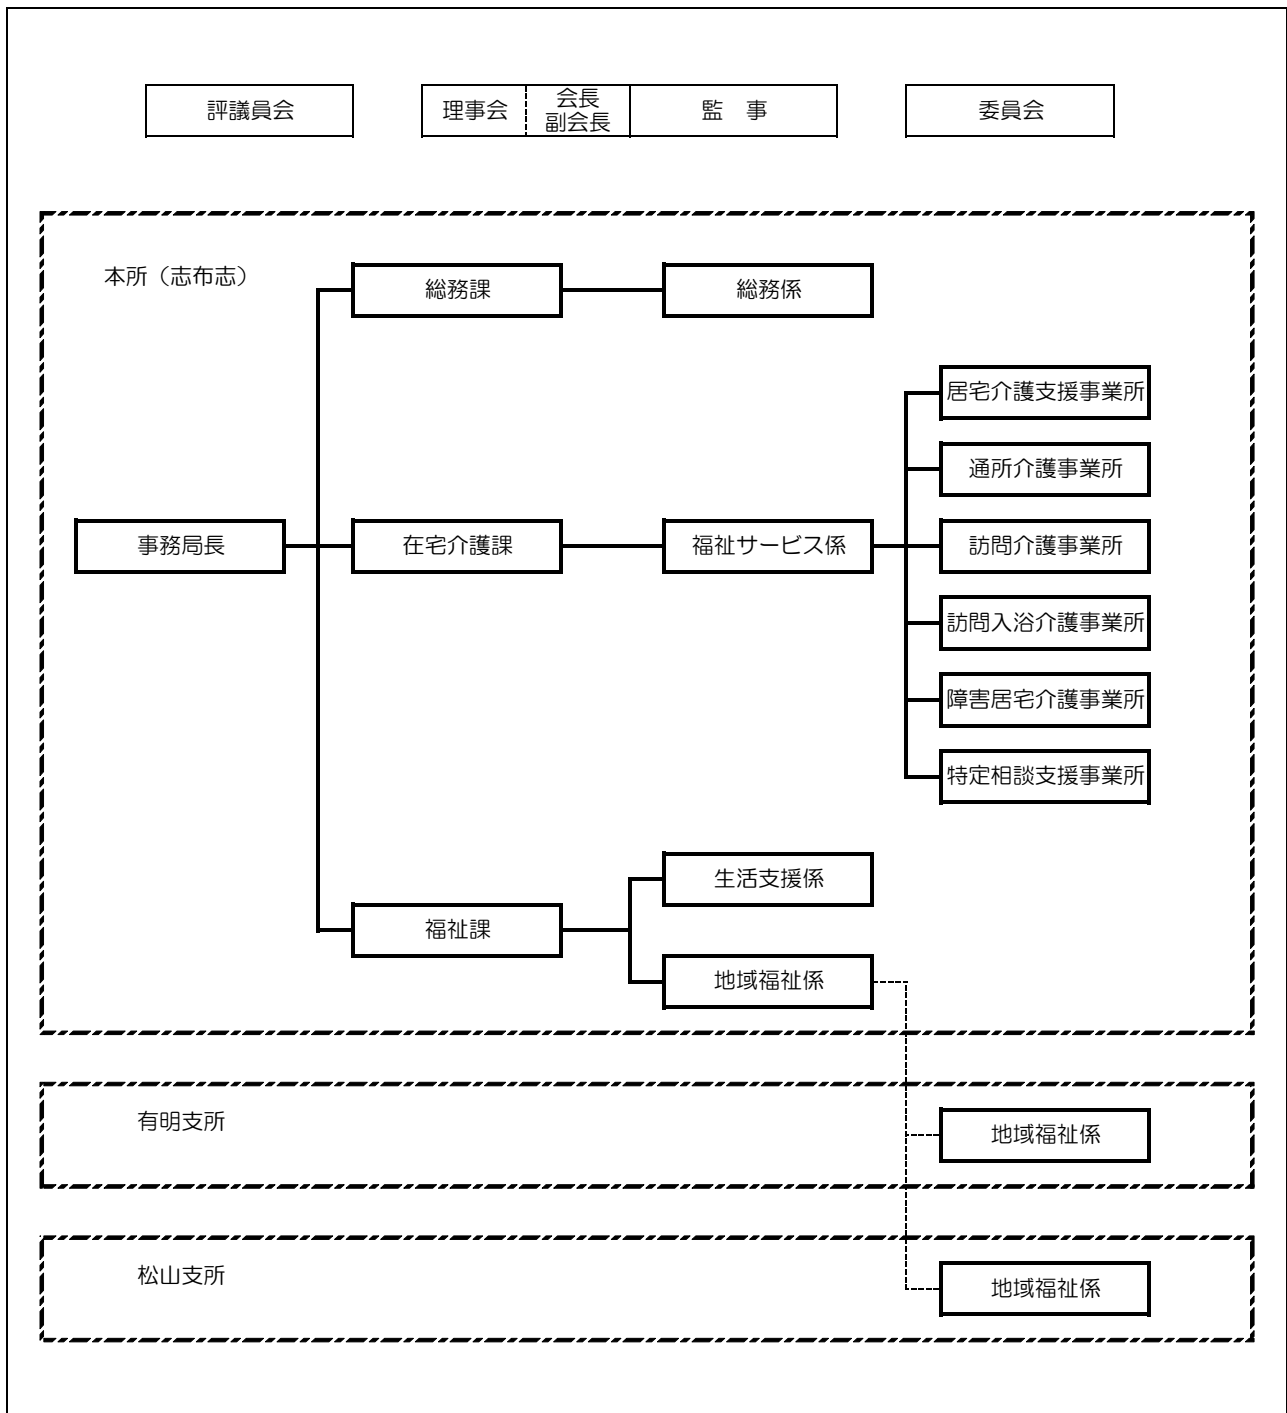 評議員会
理事会
会長
副会長
監　事
委員会
本所（志布志）
総務課
総務係
居宅介護支援事業所
通所介護事業所
事務局長
在宅介護課
福祉サービス係
訪問介護事業所
訪問入浴介護事業所
障害居宅介護事業所
特定相談支援事業所
生活支援係
福祉課
地域福祉係
有明支所
地域福祉係
松山支所
地域福祉係